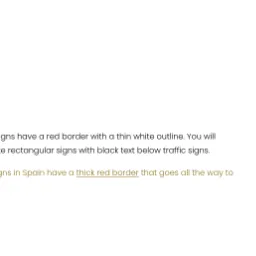 gns have a red border with a thin white outline. You will
e rectangular signs with black text below traffic signs.
gns in Spain have a thick red border that goes all the way to